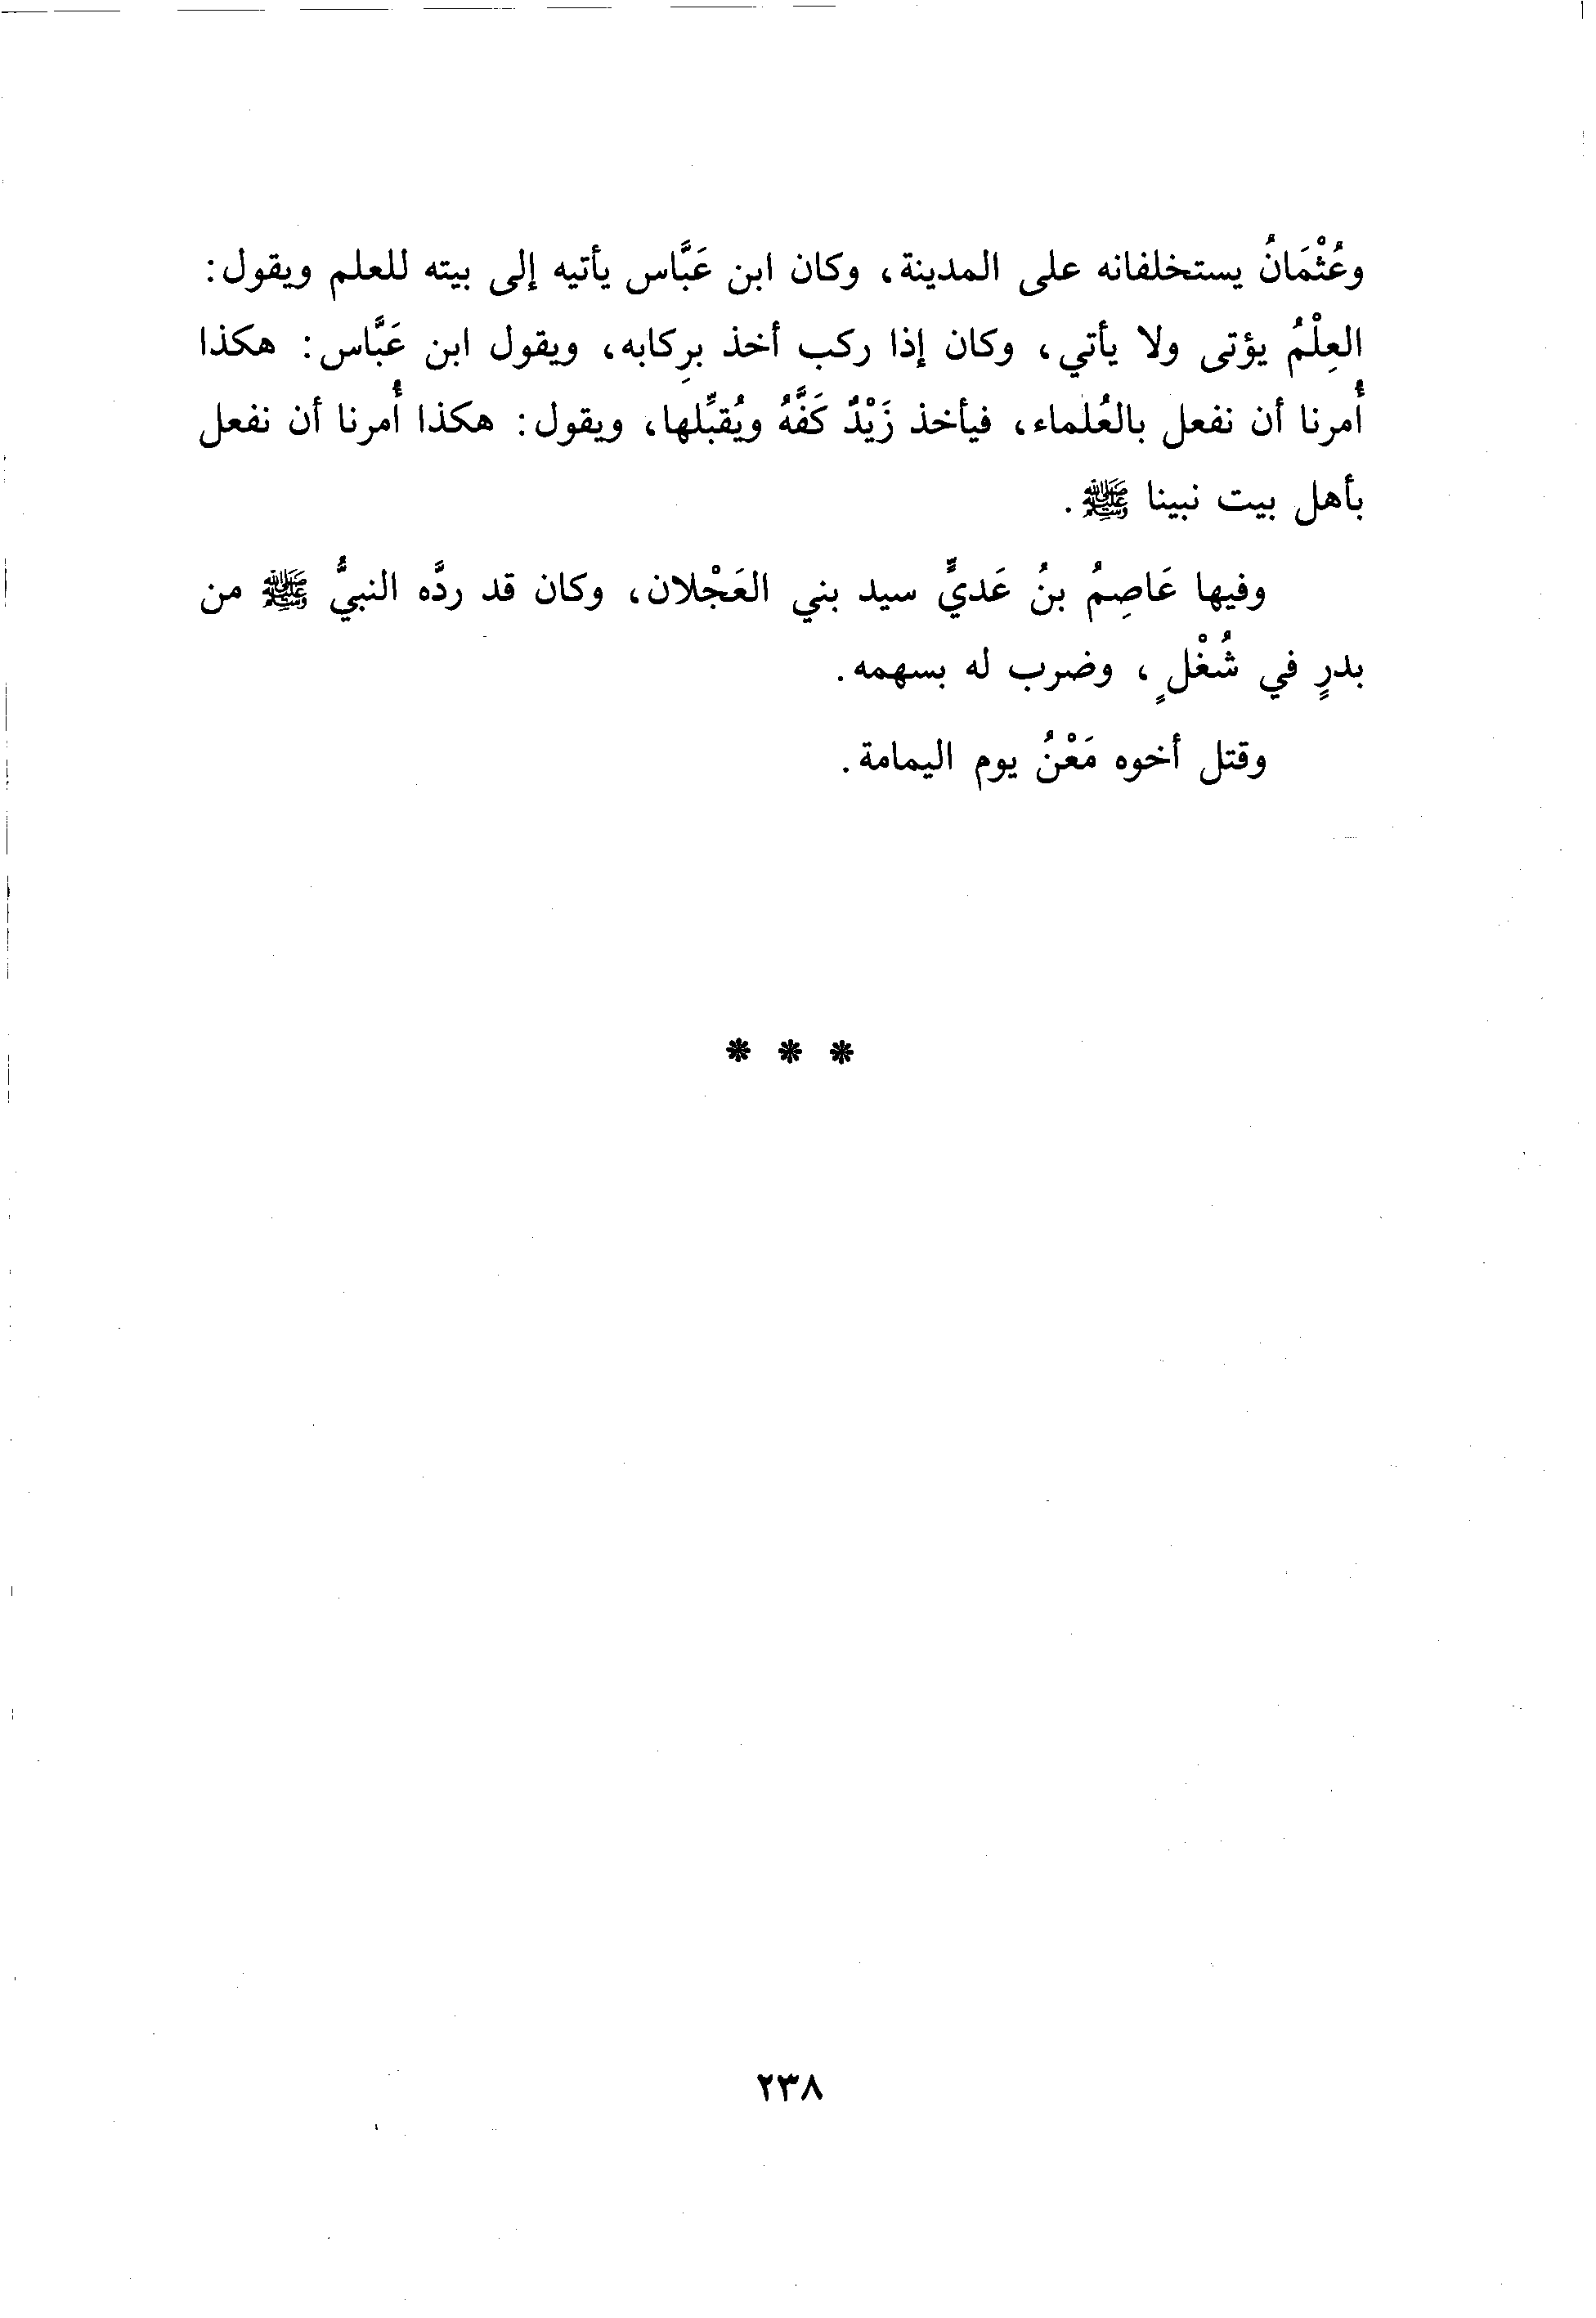 وعُثْمَانُ يستخلفانه على المدينة، وكان ابن عَبَّاس يأتيه إلى بيته للعلم ويقول:
العِلْمُ يؤتى ولا يأتي، وكان إذا ركب أخذ برِكابه، ويقول ابن عَبَّاس: هكذا
أُمرنا أن نفعل بالعُلماء، فيأخذ زَيْدٌ كَفَّهُ ويُقبِّلها، ويقول: هكذا أُمرنا أن نفعل
بأهل بيت نبينا ﷺ.
وفيها عَاصِمُ بنُ عَديٍّ سيد بني العَجْلان، وكان قد ردَّه النبيُّ ﷺ من
بدرٍ في شُغْلٍ، وضرب له بسهمه.
وقتل أخوه مَعْنُ يوم اليمامة.
* * *
٢٣٨